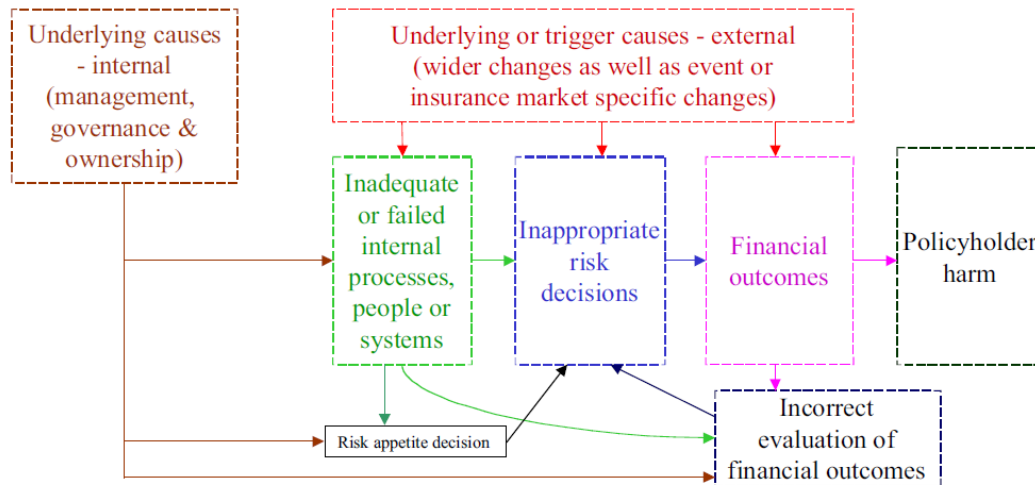 Underlying causes
- internal
(management,
governance &
ownership)
Underlying or trigger causes - external
(wider changes as well as event or
insurance market specific changes)
Inadequate
or failed
internal
processes,
people or
systems
Inappropriate
risk
decisions
Financial
outcomes
Policyholder
harm
Risk appetite decision
Incorrect
evaluation of
financial outcomes